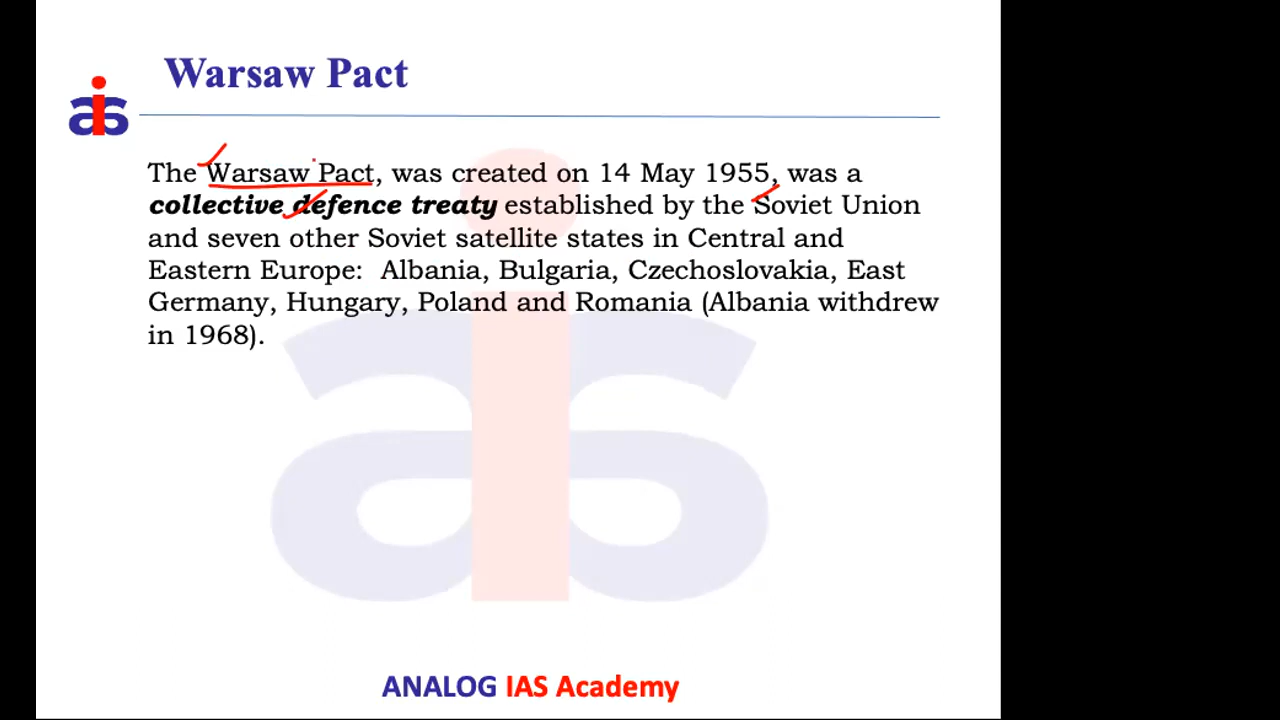 Warsaw Pact
The Warsaw Pact, was created on 14 May 1955, was a
collective defence treaty established by the Soviet Union
and seven other Soviet satellite states in Central and
Eastern Europe: Albania, Bulgaria, Czechoslovakia, East
Germany, Hungary, Poland and Romania (Albania withdrew
in 1968).
ANALOG IAS Academy